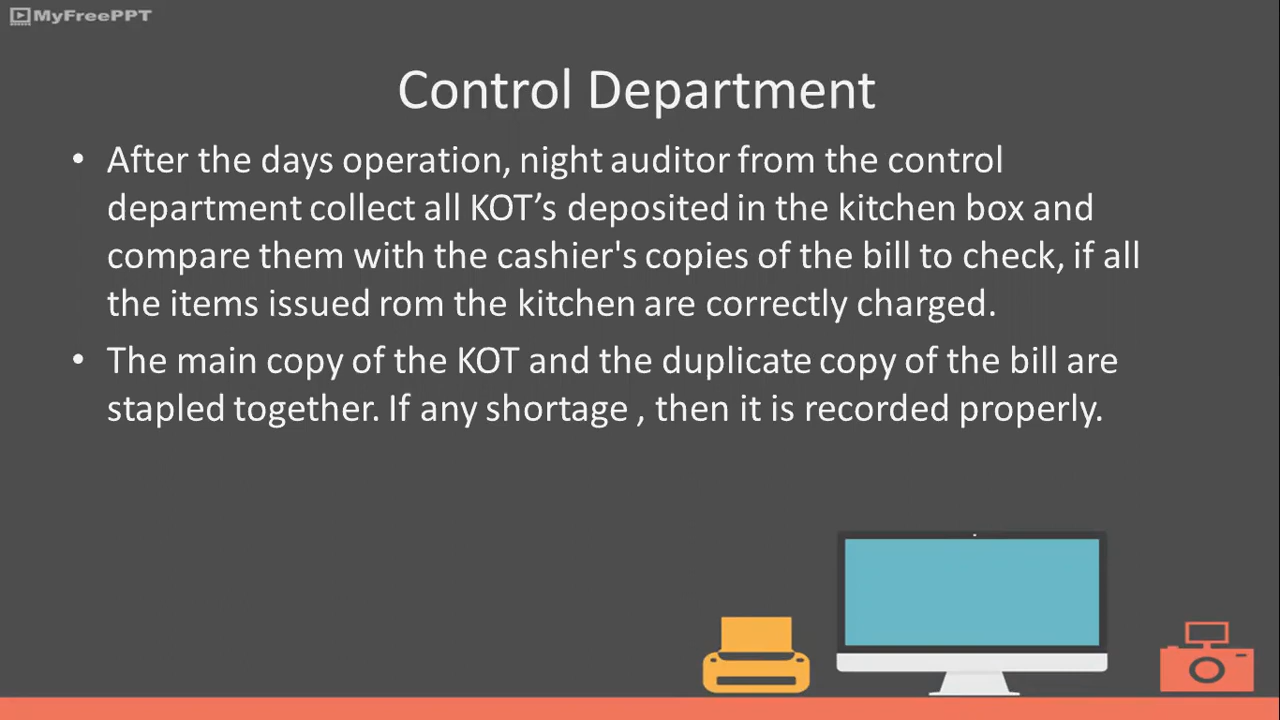 MyFreePPT
Control Department
• After the days operation, night auditor from the control
department collect all KOT’s deposited in the kitchen box and
compare them with the cashier's copies of the bill to check, if all
the items issued rom the kitchen are correctly charged.
• The main copy of the KOT and the duplicate copy of the bill are
stapled together. If any shortage , then it is recorded properly.